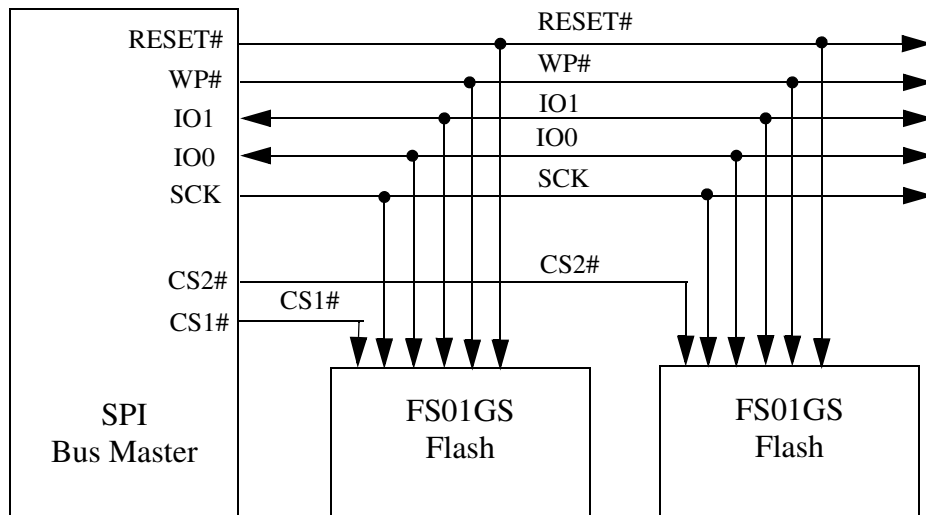 RESET#
RESET#
WP#
WP#
IO1
IO1
IO0
IO0
SCK
SCK
CS2#
CS2#
CS1#
CS1#
SPI
Bus Master
FS01GS
Flash
FS01GS
Flash